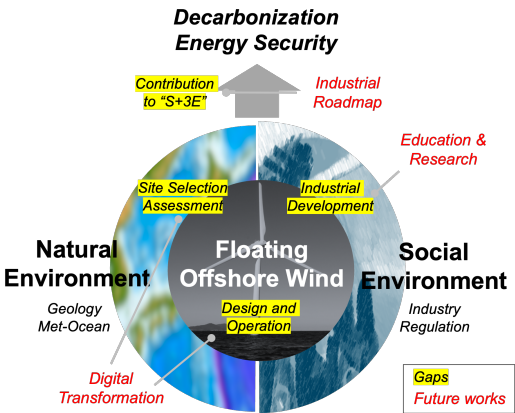 Decarbonization
Energy Security
Contribution
to “S+3E”
Industrial
Roadmap
Education &
Research
Site Selection
Assessment
Industrial
Development
Natural
Environment
Floating
Offshore Wind
Social
Environment
Geology
Met-Ocean
Design and
Operation
Industry
Regulation
Digital
Transformation
Gaps
Future works